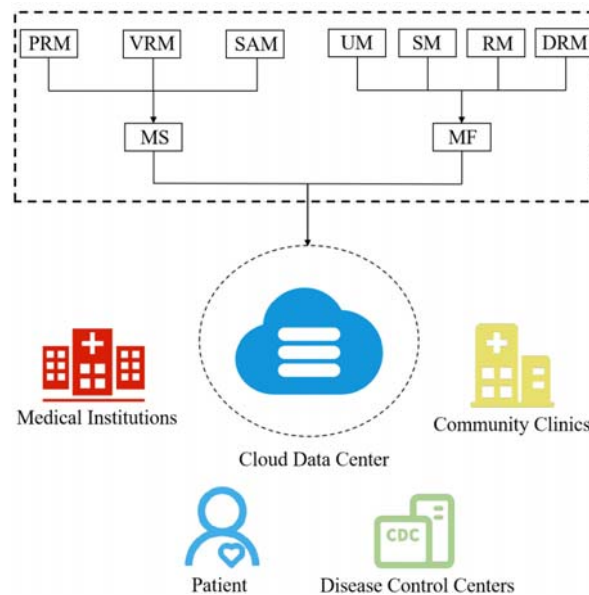 PRM VRM SAM UM SM RM DRM
MS MF
Medical Institutions
Community Clinics
Cloud Data Center
CDC
Patient
Disease Control Centers